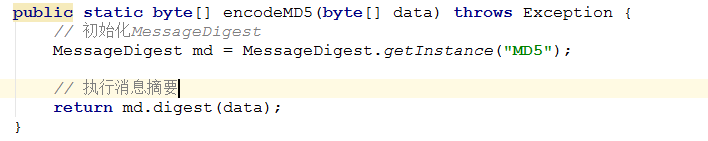 public static byte[] encodeMD5(byte[] data) throws Exception {
// 初始化MessageDigest
MessageDigest md = MessageDigest.getInstance("MD5");
// 执行消息摘要
return md.digest(data);
}